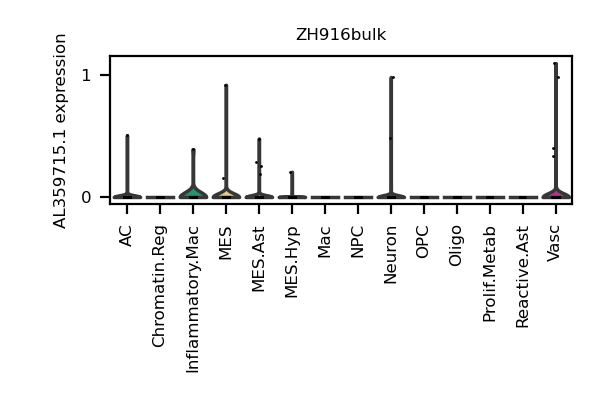 ZH916bulk
AL359715.1 expression
1
0
AC
Chromatin.Reg
Inflammatory.Mac
MES
MES.Ast
MES.Hyp
Mac
NPC
Neuron
OPC
Oligo
Prolif.Metab
Reactive.Ast
Vasc